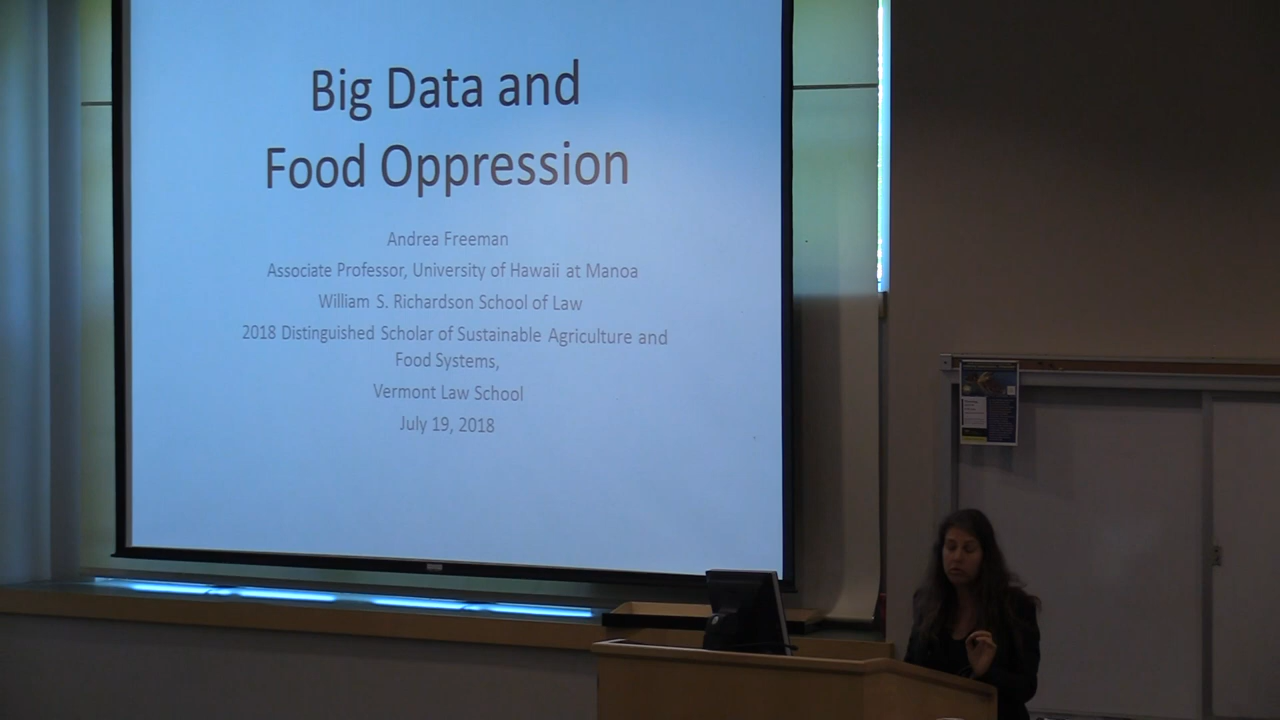 Big Data and
Food Oppression
Andrea Freeman
Associate Professor, University of Hawaii at Manoa
William S. Richardson School of Law
2018 Distinguished Scholar of Sustainable Agriculture and
Food Systems,
Vermont Law School
July 19, 2018